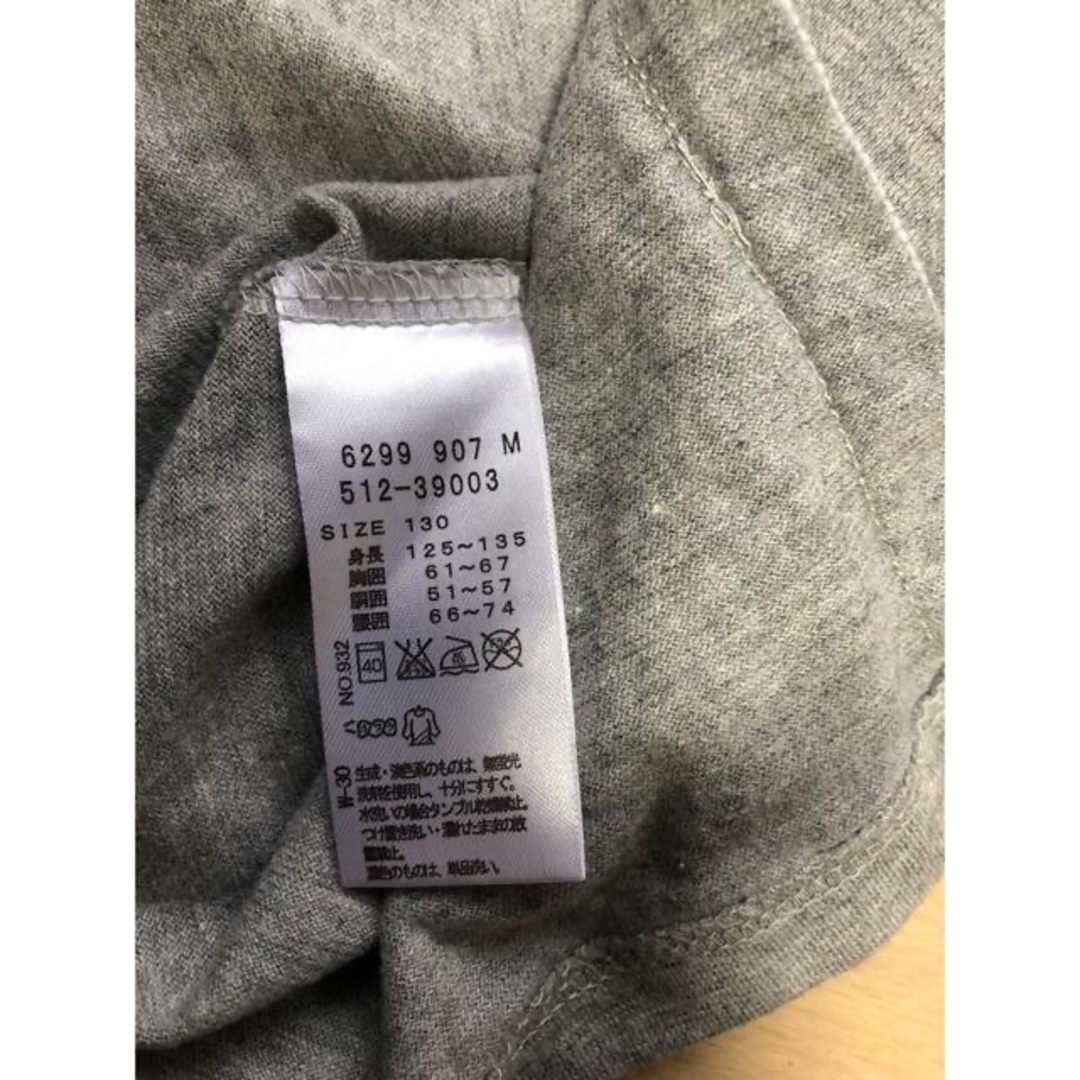 6299 907 M
512-39003
SIZE 130
身長 125~135
胸囲 61~67
胴囲 51~57
腰囲 66~74
NO.932
40
W-30
生成・淡色系のものは、無蛍光
洗剤を使用し、十分にすすぐ。
水洗いの場合タンブル乾燥禁止。
つけ置き洗い・濡れたままの放
置禁止。
濃色のものは、単品洗い。